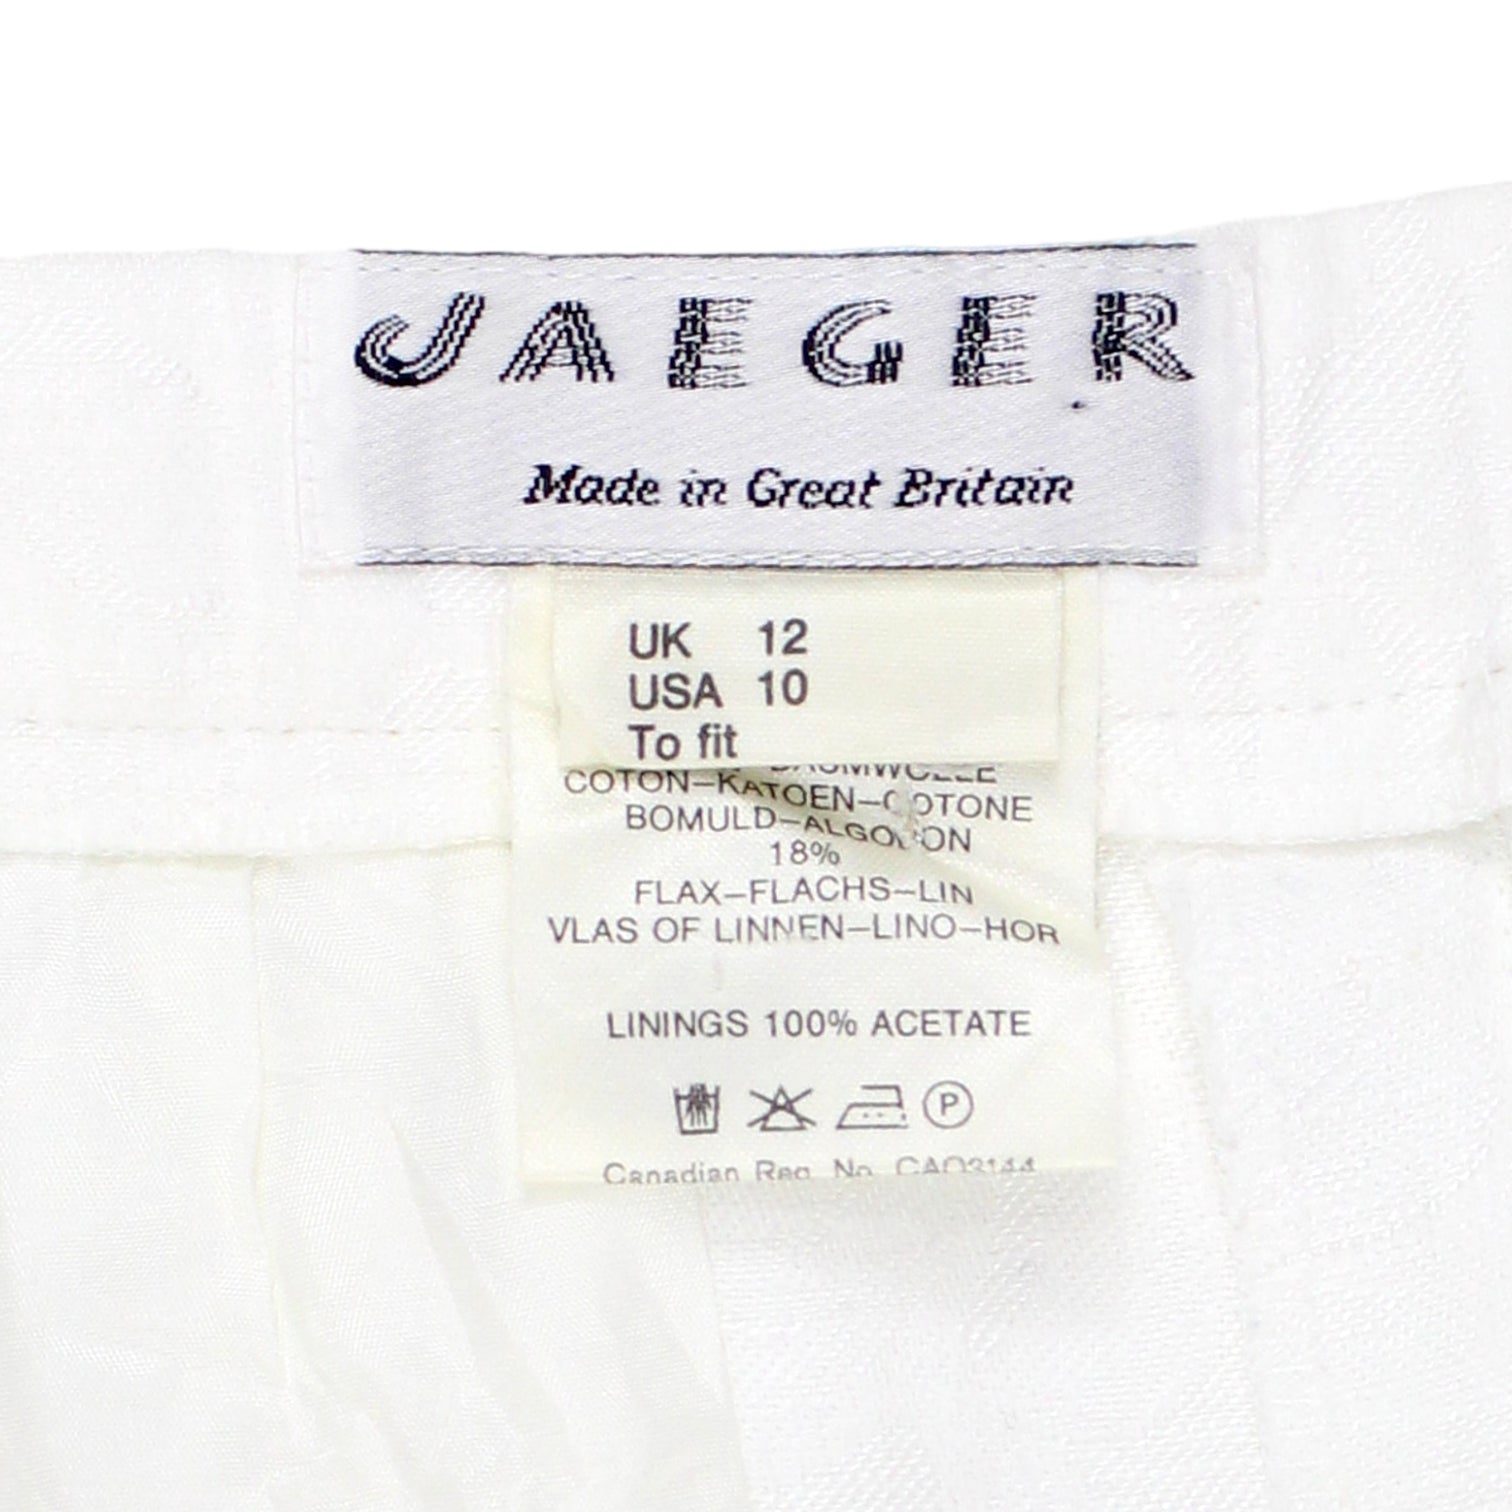 JAEGER
Made in Great Britain
UK 12
USA 10
To fit
BAUMWOLLE
COTON–KATOEN–COTONE
BOMULD–ALGODON
18%
FLAX–FLACHS–LIN
VLAS OF LINNEN–LINO–HOR
LININGS 100% ACETATE
P
Canadian Reg. No. CA03144